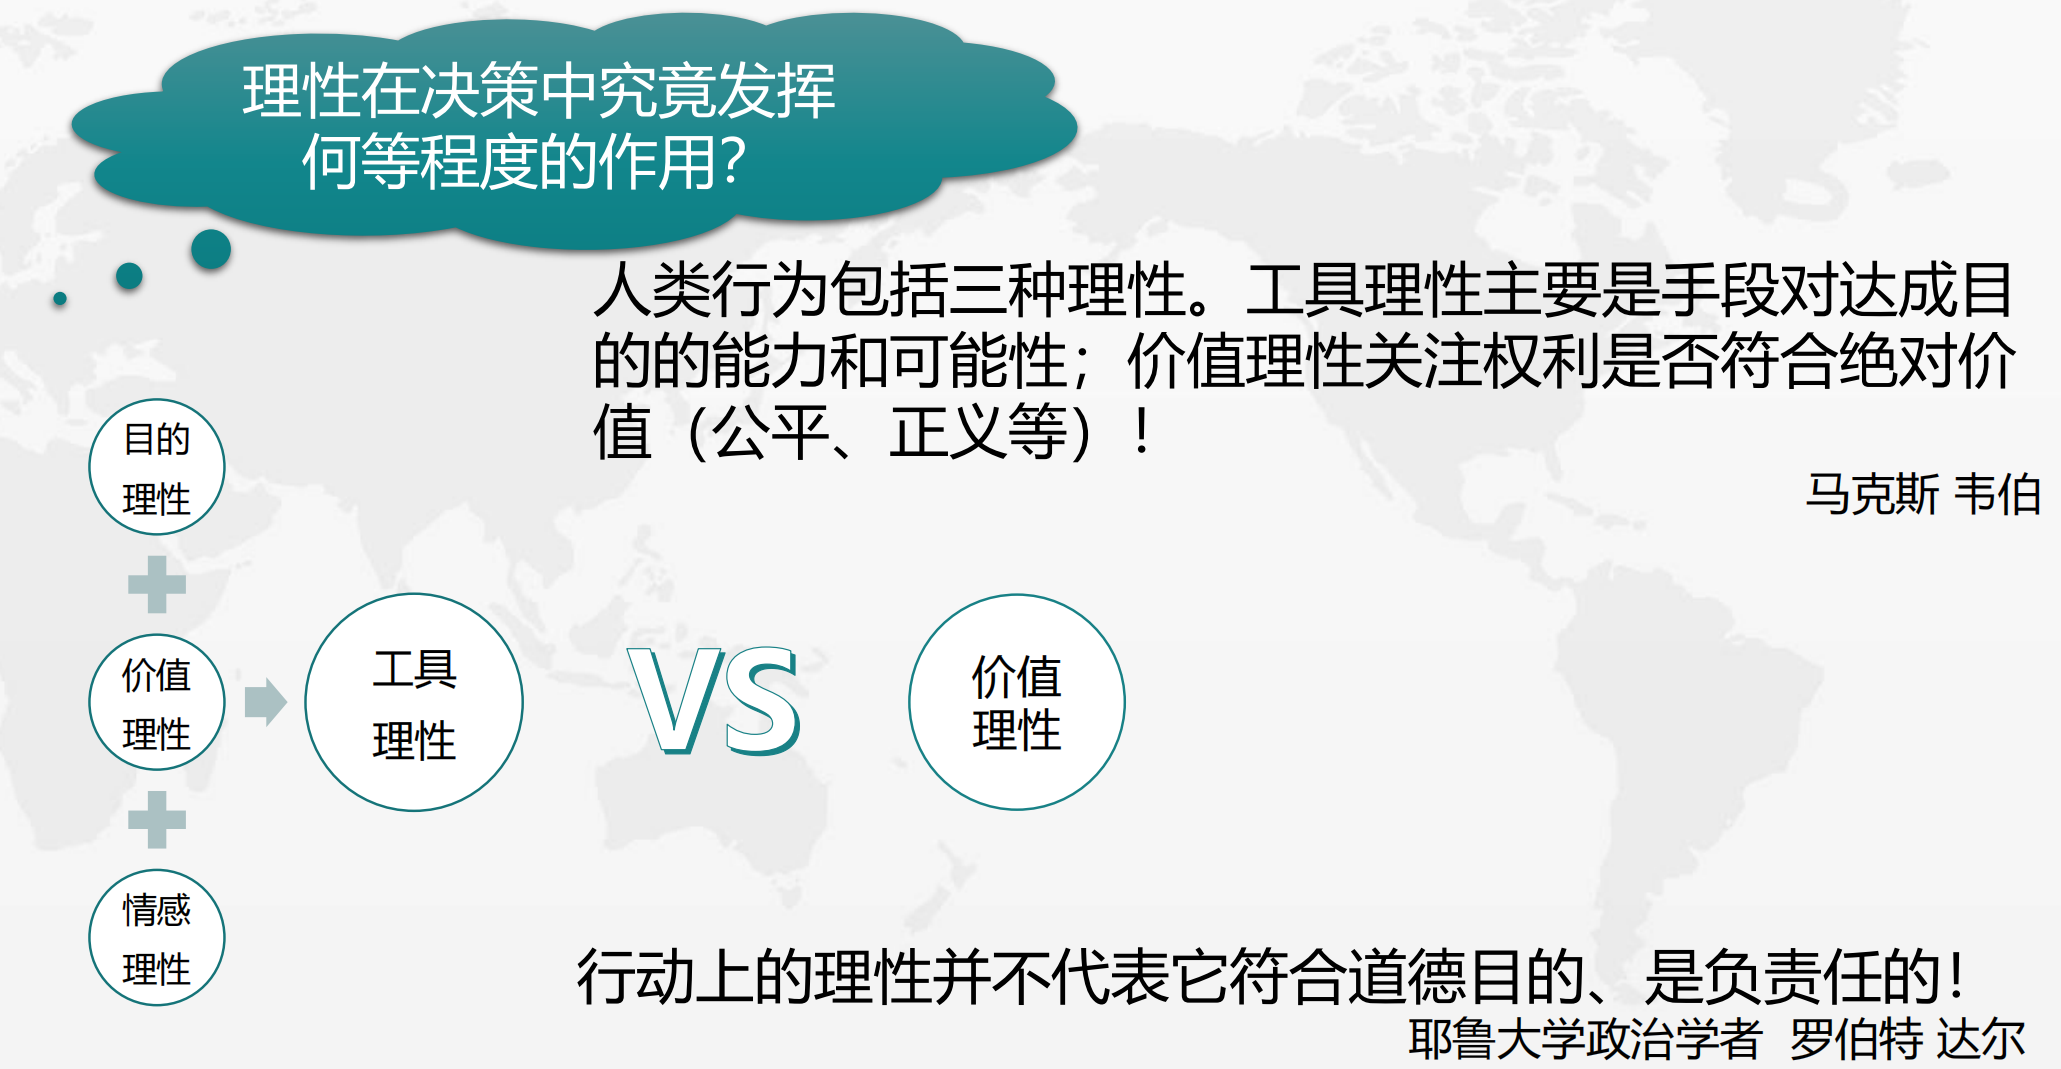 理性在决策中究竟发挥
何等程度的作用？
人类行为包括三种理性。工具理性主要是手段对达成目
的的能力和可能性；价值理性关注权利是否符合绝对价
值（公平、正义等）！
马克斯 韦伯
目的
理性
价值
理性
情感
理性
工具
理性
VS
价值
理性
行动上的理性并不代表它符合道德目的、是负责任的！
耶鲁大学政治学者 罗伯特 达尔